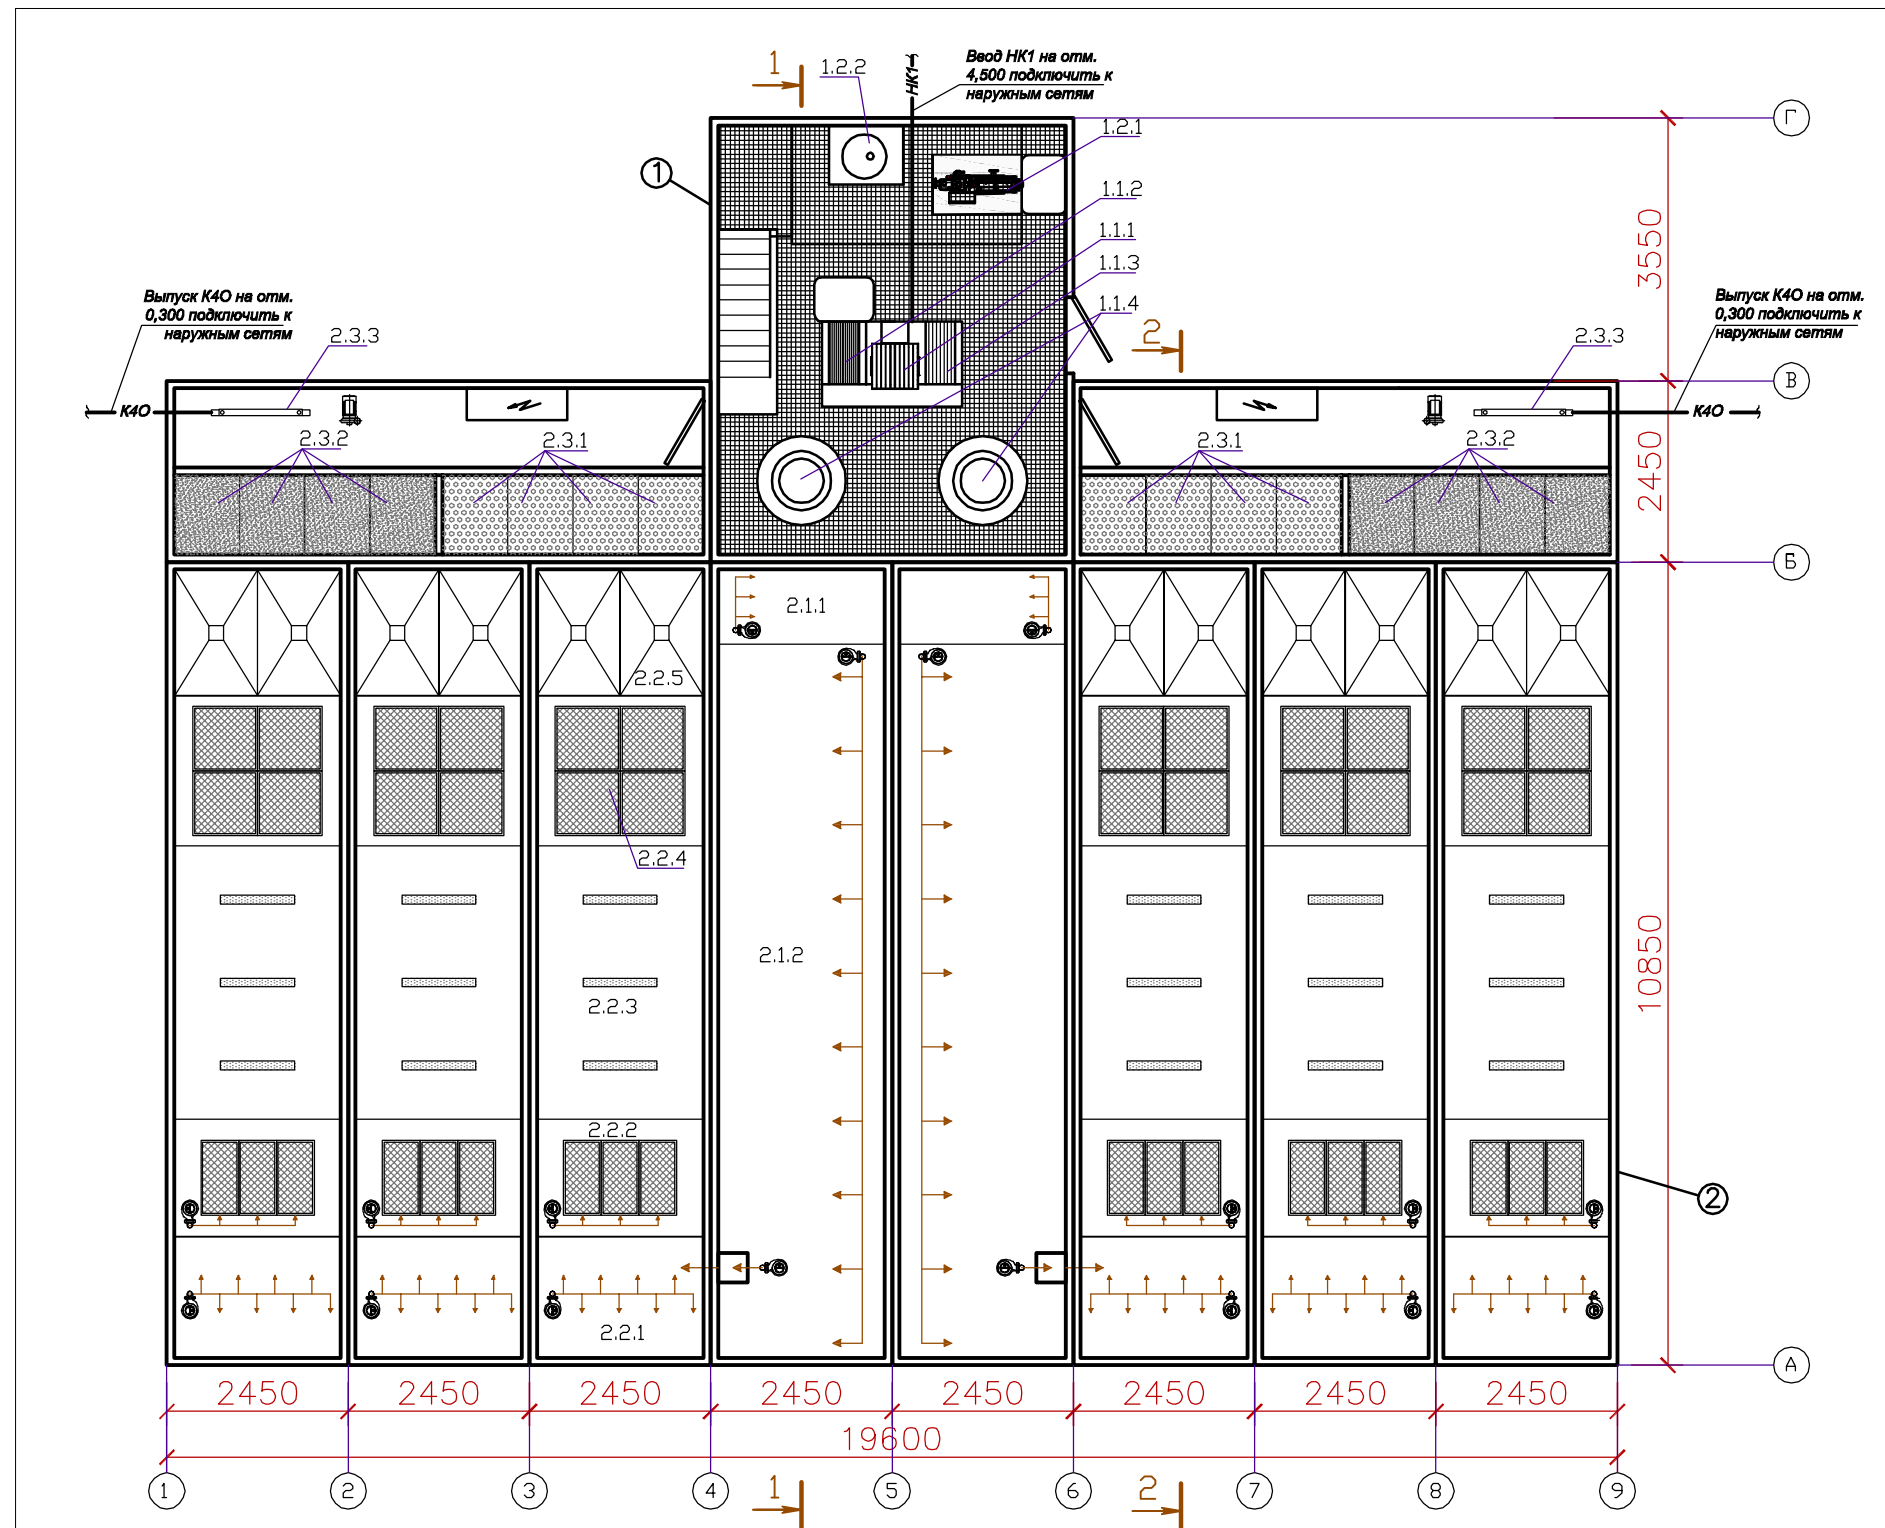 1
1.2.2
НК1
Ввод НК1 на отм.
4,500 подключить к
наружным сетям
Г
1.2.1
1
1.1.2
3550
1.1.1
1.1.3
1.1.4
Выпуск К4О на отм.
0,300 подключить к
наружным сетям
2.3.3
2
2.3.3
Выпуск К4О на отм.
0,300 подключить к
наружным сетям
В
К4О
К4О
2.3.2
2.3.1
2.3.1
2.3.2
2450
Б
2.1.1
2.2.5
2.2.4
2.1.2
10850
2.2.3
2.2.2
2
2.2.1
А
2450
2450
2450
2450
2450
2450
2450
2450
19600
1
2
3
4
5
6
7
8
9
1
2